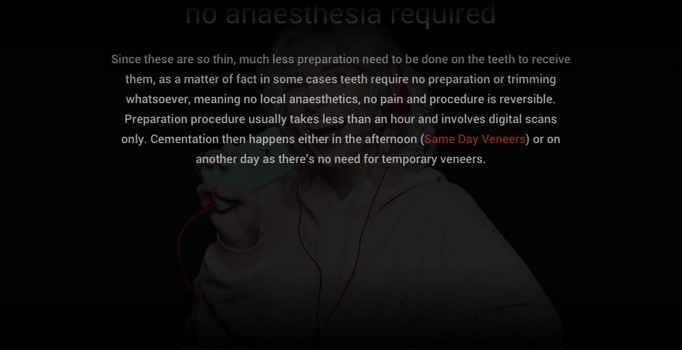 no anaesthesia required
Since these are so thin, much less preparation need to be done on the teeth to receive
them, as a matter of fact in some cases teeth require no preparation or trimming
whatsoever, meaning no local anaesthetics, no pain and procedure is reversible.
Preparation procedure usually takes less than an hour and involves digital scans
only. Cementation then happens either in the afternoon (Same Day Veneers) or on
another day as there's no need for temporary veneers.